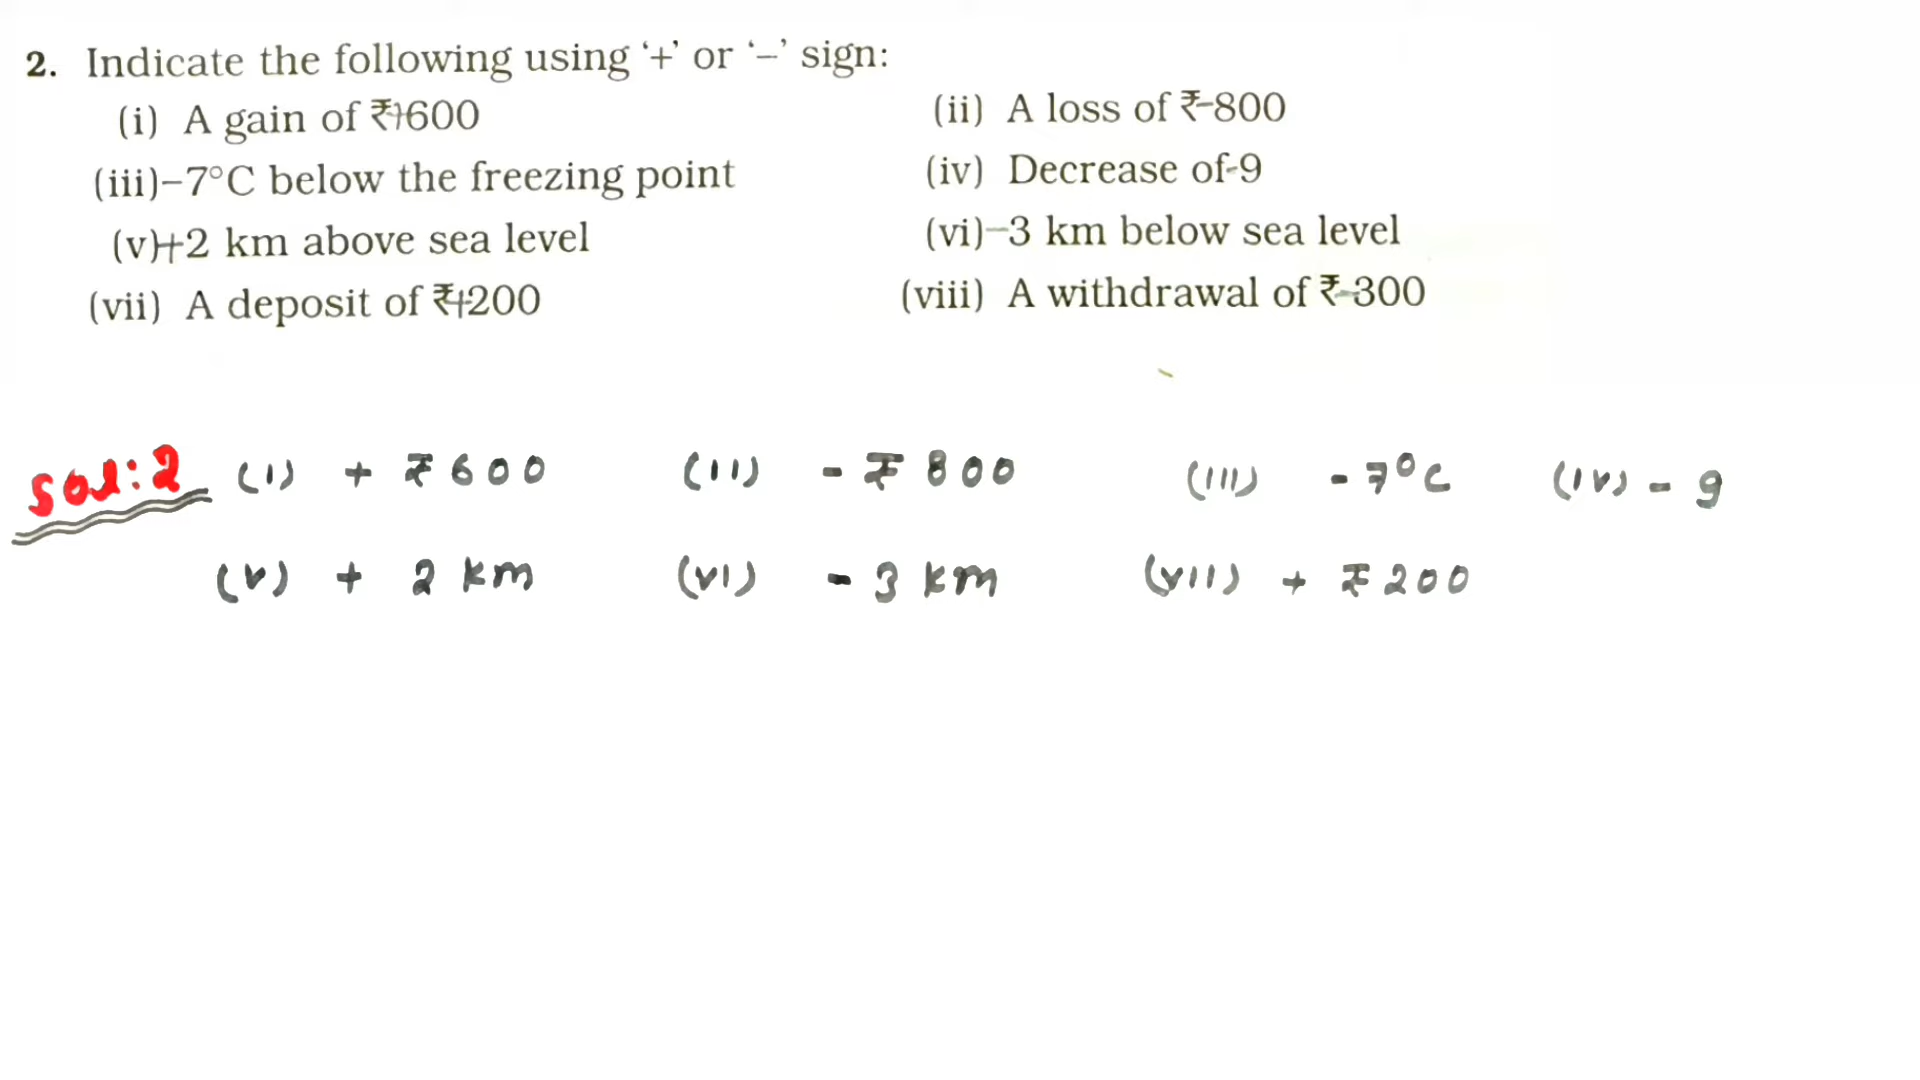 2. Indicate the following using ‘+’ or ‘–’ sign:
(i) A gain of ₹+600 (ii) A loss of ₹-800
(iii) -7°C below the freezing point (iv) Decrease of -9
(v) +2 km above sea level (vi) -3 km below sea level
(vii) A deposit of ₹+200 (viii) A withdrawal of ₹-300
Sol:2 (i) + ₹600 (ii) - ₹800 (iii) - 7°C (iv) - 9
(v) + 2 km (vi) - 3 km (vii) + ₹200